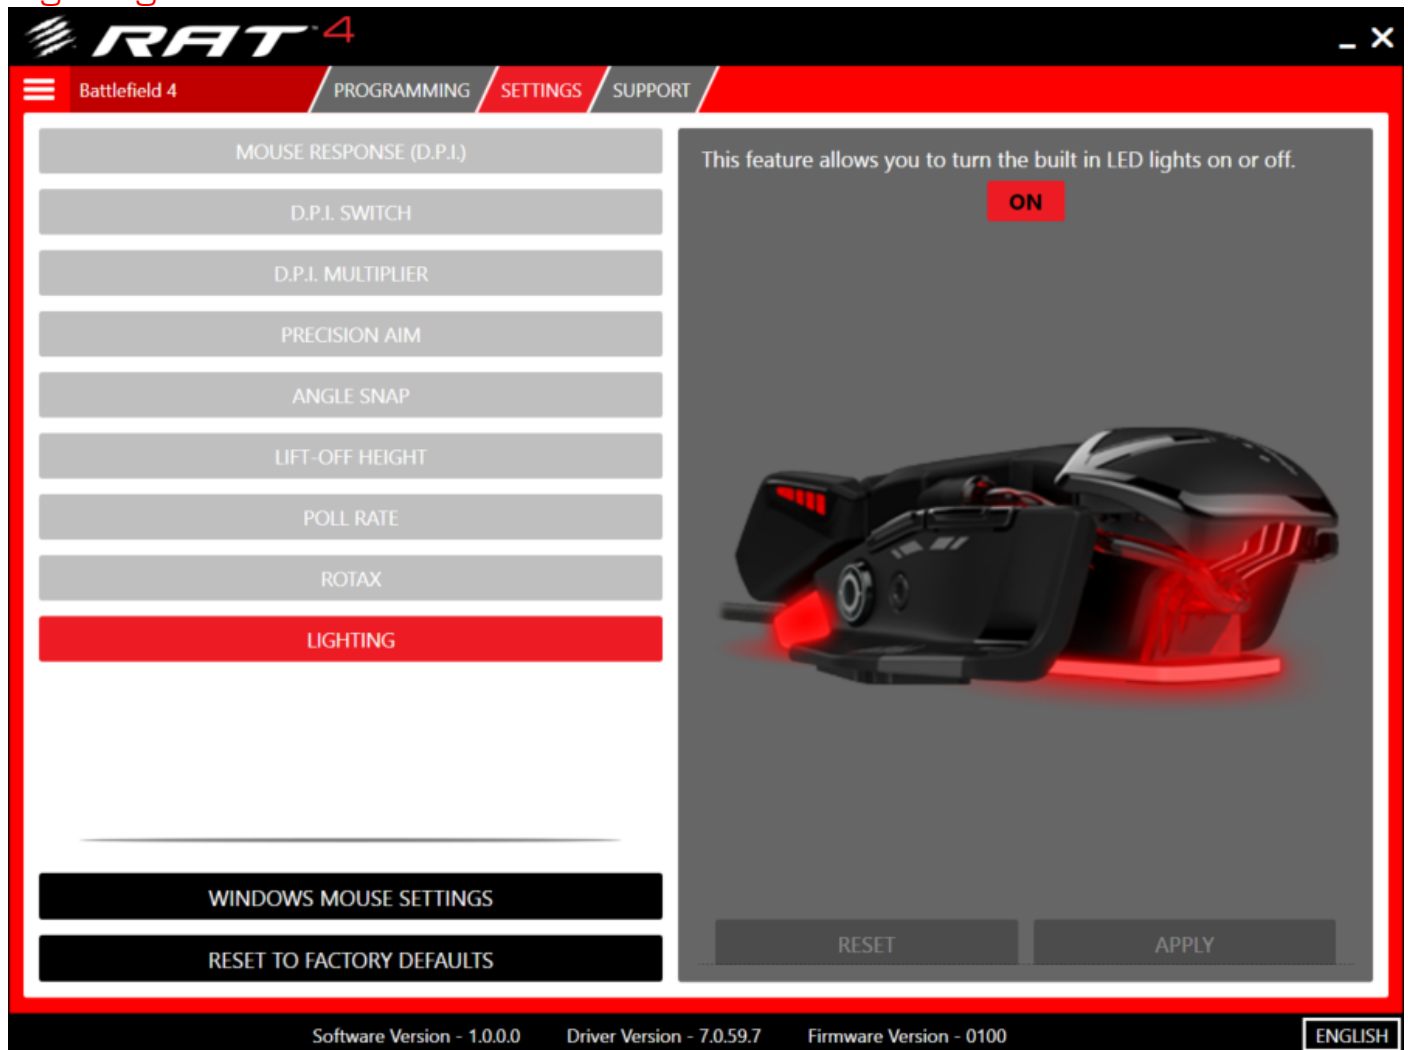 RAT 4
Battlefield 4
PROGRAMMING
SETTINGS
SUPPORT
MOUSE RESPONSE (D.P.I.)
D.P.I. SWITCH
D.P.I. MULTIPLIER
PRECISION AIM
ANGLE SNAP
LIFT-OFF HEIGHT
POLL RATE
ROTAX
LIGHTING
WINDOWS MOUSE SETTINGS
RESET TO FACTORY DEFAULTS
This feature allows you to turn the built in LED lights on or off.
ON
RESET
APPLY
Software Version - 1.0.0.0
Driver Version - 7.0.59.7
Firmware Version - 0100
ENGLISH